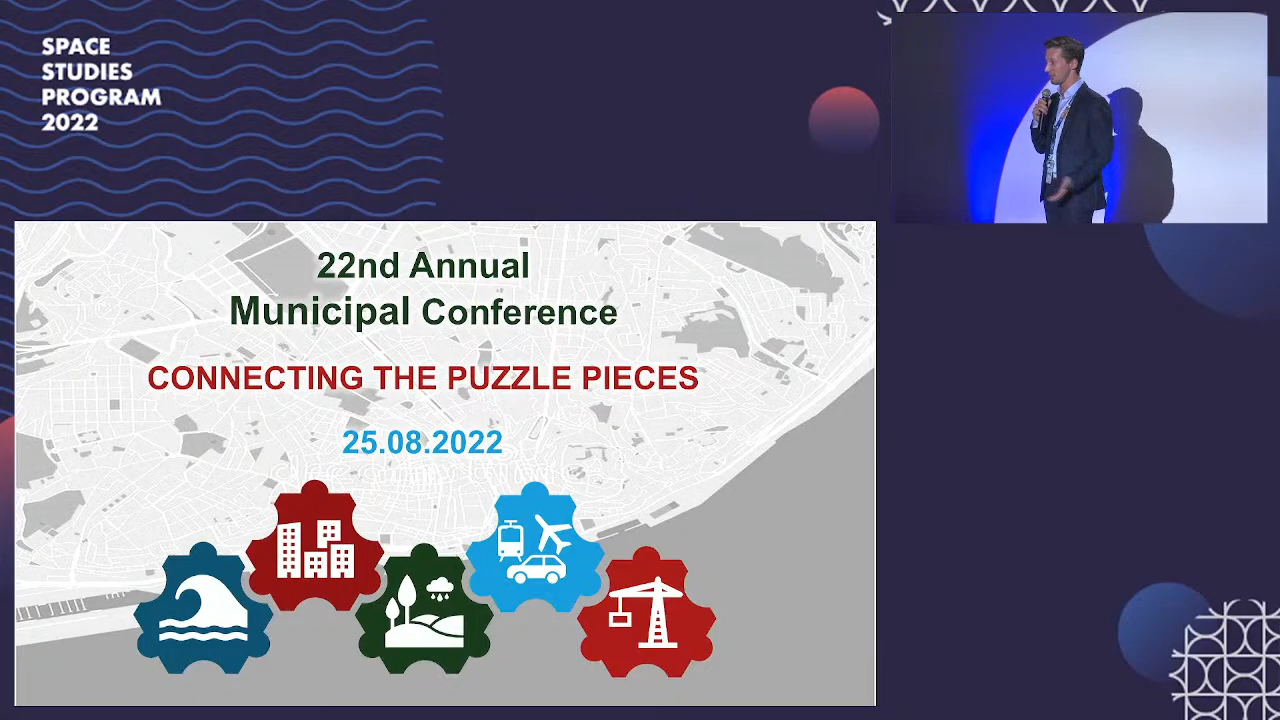 SPACE
STUDIES
PROGRAM
2022
22nd Annual
Municipal Conference
CONNECTING THE PUZZLE PIECES
25.08.2022